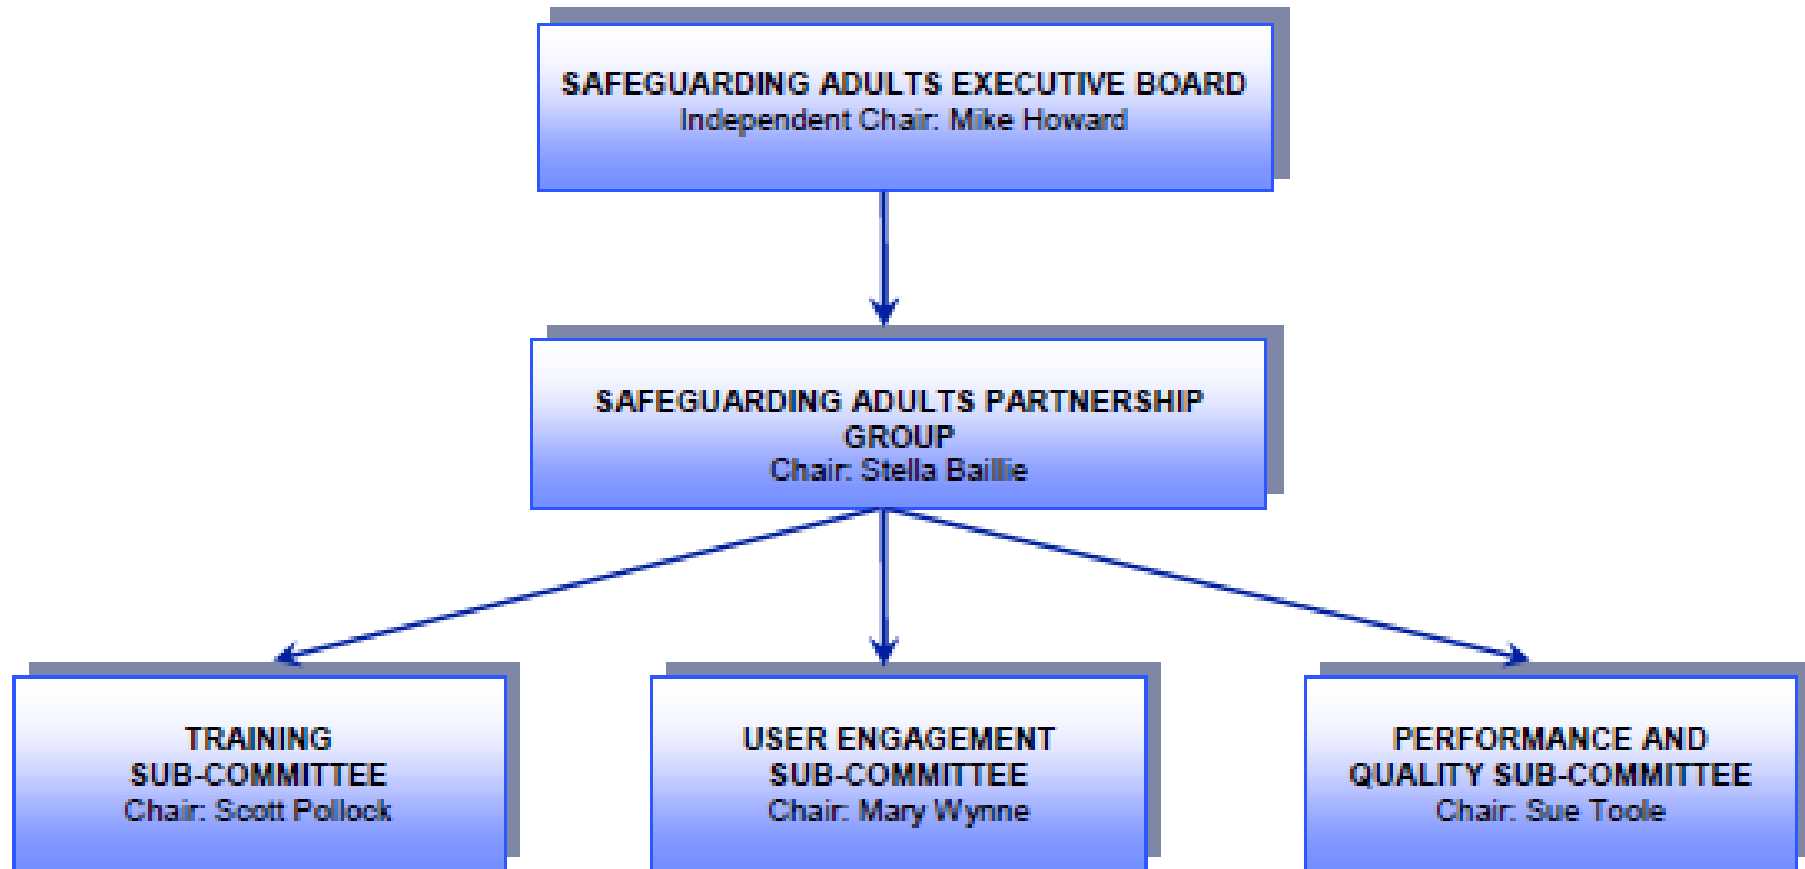 SAFEGUARDING ADULTS EXECUTIVE BOARD
Independent Chair: Mike Howard
SAFEGUARDING ADULTS PARTNERSHIP
GROUP
Chair: Stella Baillie
TRAINING
SUB-COMMITTEE
Chair: Scott Pollock
USER ENGAGEMENT
SUB-COMMITTEE
Chair: Mary Wynne
PERFORMANCE AND
QUALITY SUB-COMMITTEE
Chair: Sue Toole